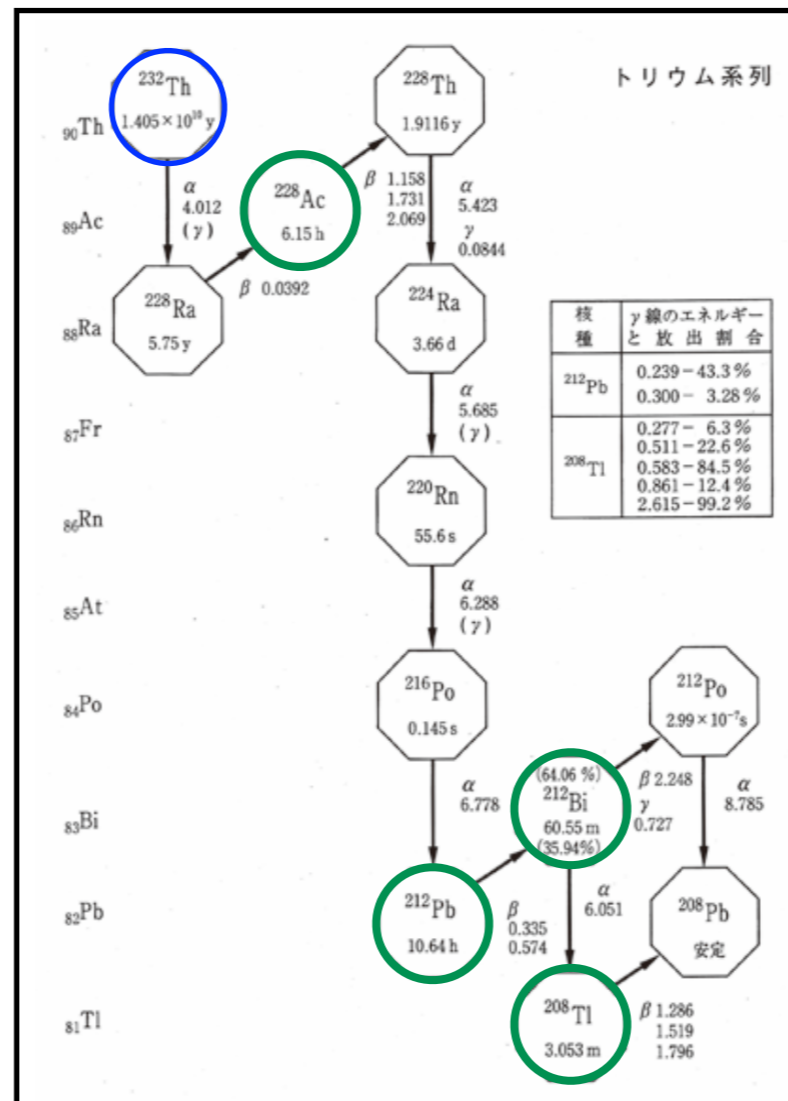 トリウム系列
²³²Th
1.405×10¹⁰ y
²²⁸Th
1.9116 y
₉₀Th
α
4.012
(γ)
²²⁸Ac
6.15 h
β 1.158
1.731
2.069
α
5.423
γ
0.0844
₈₉Ac
²²⁸Ra
5.75 y
β 0.0392
²²⁴Ra
3.66 d
₈₈Ra
核種 γ線のエネルギーと放出割合
²¹²Pb
0.239-43.3%
0.300- 3.28%
²⁰⁸Tl
0.277- 6.3%
0.511-22.6%
0.583-84.5%
0.861-12.4%
2.615-99.2%
α
5.685
(γ)
₈₇Fr
²²⁰Rn
55.6 s
₈₆Rn
α
6.288
(γ)
₈₅At
²¹⁶Po
0.145 s
²¹²Po
2.99×10⁻⁷s
₈₄Po
α
6.778
(64.06 %)
²¹²Bi
60.55 m
(35.94%)
β 2.248
γ
0.727
α
8.785
₈₃Bi
²¹²Pb
10.64 h
β
0.335
0.574
α
6.051
²⁰⁸Pb
安定
₈₂Pb
²⁰⁸Tl
3.053 m
β 1.286
1.519
1.796
₈₁Tl